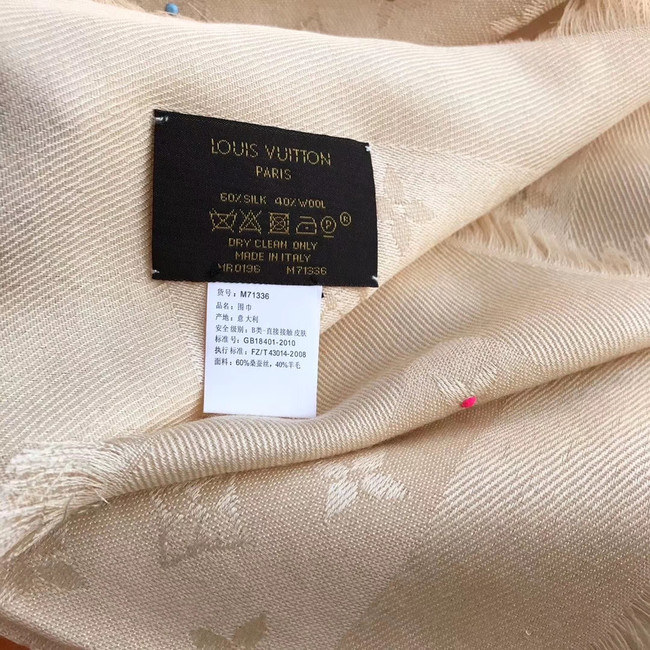 LOUIS VUITTON
PARIS
60% SILK 40% WOOL
DRY CLEAN ONLY
MADE IN ITALY
MR0196 M71336
货号: M71336
品名: 围巾
产地: 意大利
安全级别: B类-直接接触皮肤
标准号: GB18401-2010
执行标准: FZ/T43014-2008
面料: 60%桑蚕丝, 40%羊毛